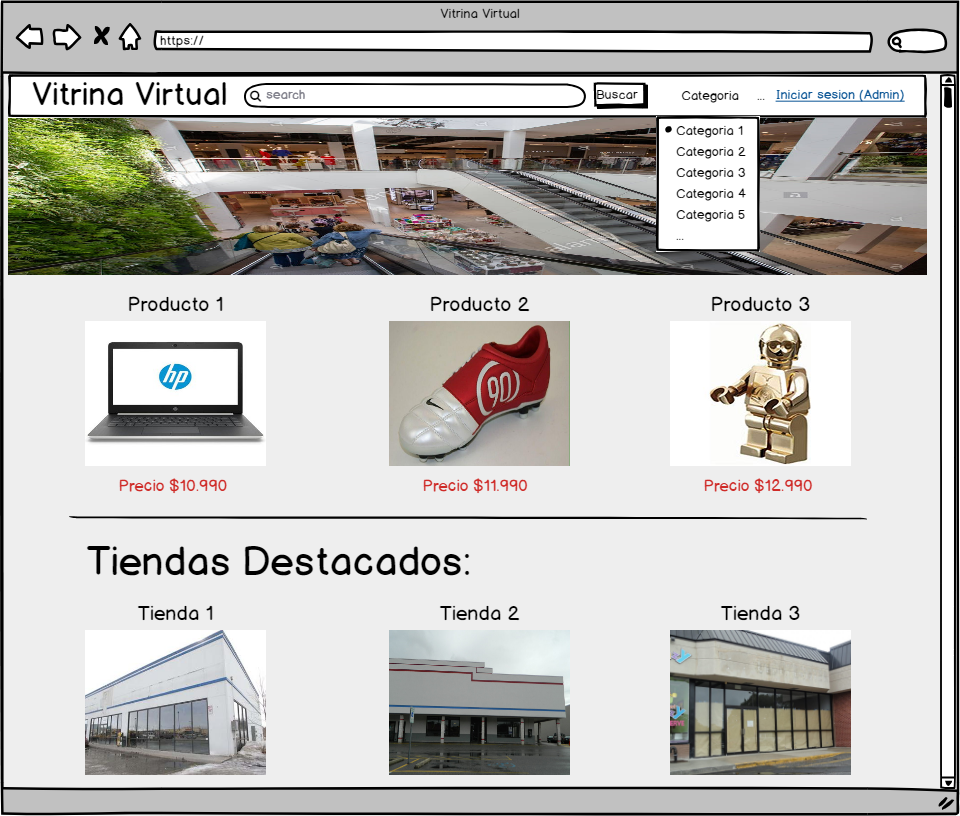 Vitrina Virtual
https://
Vitrina Virtual
search
Buscar
Categoria
...
Iniciar sesion (Admin)
Categoria 1
Categoria 2
Categoria 3
Categoria 4
Categoria 5
...
Producto 1
Producto 2
Producto 3
hp
90
Precio $10.990
Precio $11.990
Precio $12.990
Tiendas Destacados:
Tienda 1
Tienda 2
Tienda 3